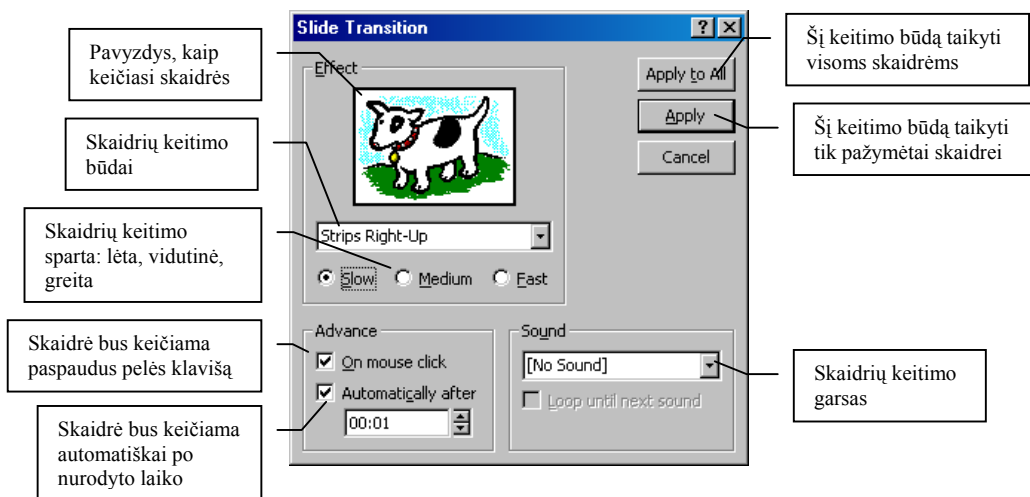 Slide Transition
Pavyzdys, kaip
keičiasi skaidrės
Skaidrių keitimo
būdai
Skaidrių keitimo
sparta: lėta, vidutinė,
greita
Skaidrė bus keičiama
paspaudus pelės klavišą
Skaidrė bus keičiama
automatiškai po
nurodyto laiko
Effect
Strips Right-Up
Slow Medium Fast
Advance
On mouse click
Automatically after
00:01
Sound
[No Sound]
Loop until next sound
Apply to All
Apply
Cancel
Šį keitimo būdą taikyti
visoms skaidrėms
Šį keitimo būdą taikyti
tik pažymėtai skaidrei
Skaidrių keitimo
garsas